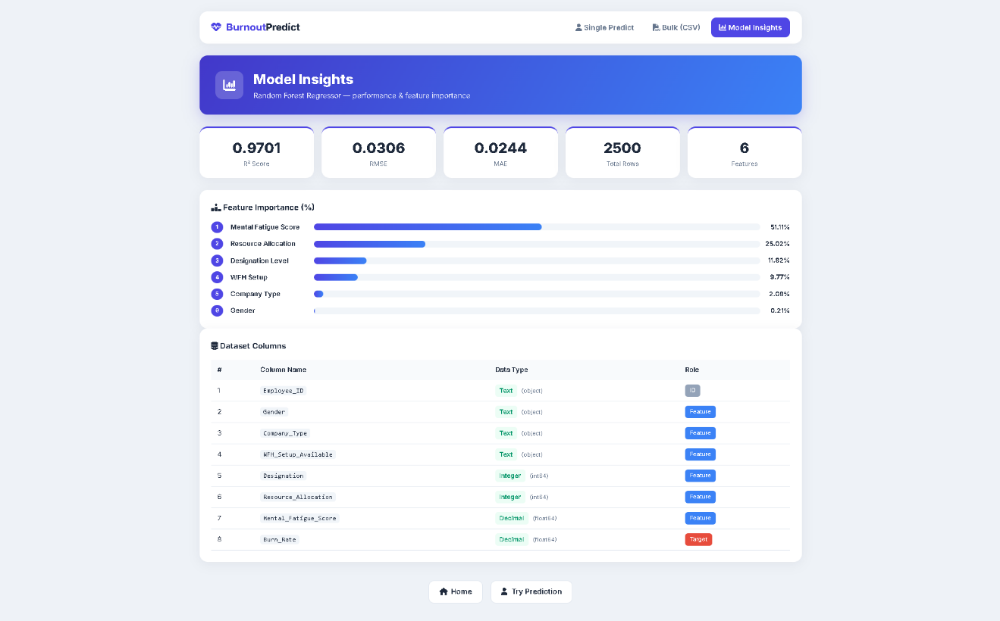 BurnoutPredict Single Predict Bulk (CSV) Model Insights
Model Insights
Random Forest Regressor — performance & feature importance
0.9701 0.0306 0.0244 2500 6
R² Score RMSE MAE Total Rows Features
Feature Importance (%)
1 Mental Fatigue Score 51.11%
2 Resource Allocation 25.02%
3 Designation Level 11.82%
4 WFH Setup 9.77%
5 Company Type 2.08%
6 Gender 0.21%
Dataset Columns
# Column Name Data Type Role
1 Employee_ID Text (object) ID
2 Gender Text (object) Feature
3 Company_Type Text (object) Feature
4 WFH_Setup_Available Text (object) Feature
5 Designation Integer (int64) Feature
6 Resource_Allocation Integer (int64) Feature
7 Mental_Fatigue_Score Decimal (float64) Feature
8 Burn_Rate Decimal (float64) Target
Home Try Prediction